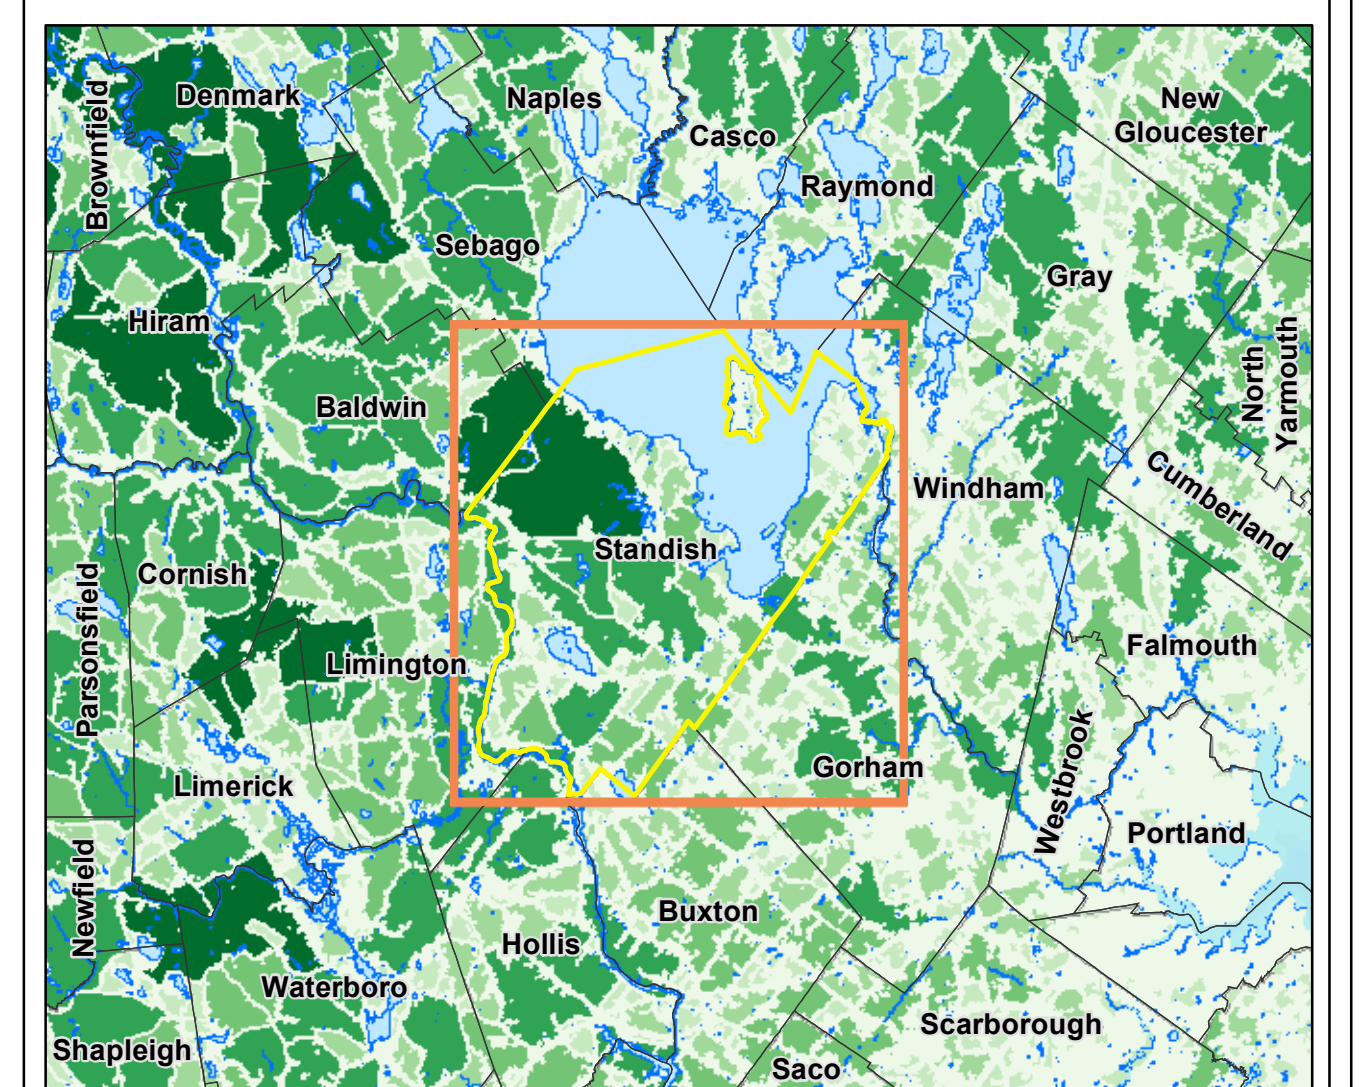 Denmark
Naples
New
Gloucester
Casco
Brownfield
Raymond
Sebago
Gray
Hiram
North
Yarmouth
Baldwin
Windham
Cumberland
Standish
Cornish
Parsonsfield
Falmouth
Limington
Gorham
Westbrook
Limerick
Portland
Newfield
Buxton
Hollis
Waterboro
Scarborough
Shapleigh
Saco